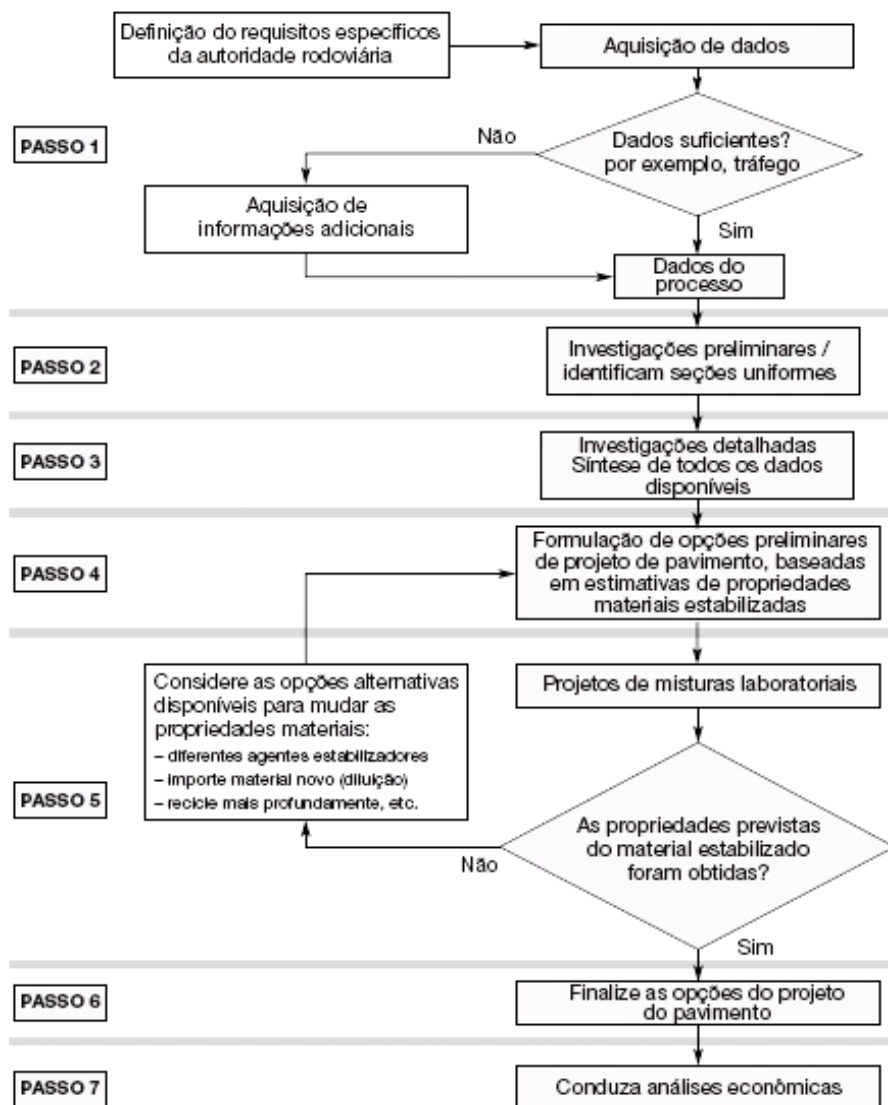 Definição do requisitos específicos
da autoridade rodoviária
Aquisição de dados
PASSO 1
Não
Dados suficientes?
por exemplo, tráfego
Aquisição de
informações adicionais
Sim
Dados do
processo
PASSO 2
Investigações preliminares /
identificam seções uniformes
PASSO 3
Investigações detalhadas
Síntese de todos os dados
disponíveis
PASSO 4
Formulação de opções preliminares
de projeto de pavimento, baseadas
em estimativas de propriedades
materiais estabilizadas
Considere as opções alternativas
disponíveis para mudar as
propriedades materiais:
– diferentes agentes estabilizadores
– importe material novo (diluição)
– recicle mais profundamente, etc.
Projetos de misturas laboratoriais
PASSO 5
As propriedades previstas
do material estabilizado
foram obtidas?
Não
Sim
PASSO 6
Finalize as opções do projeto
do pavimento
PASSO 7
Conduza análises econômicas